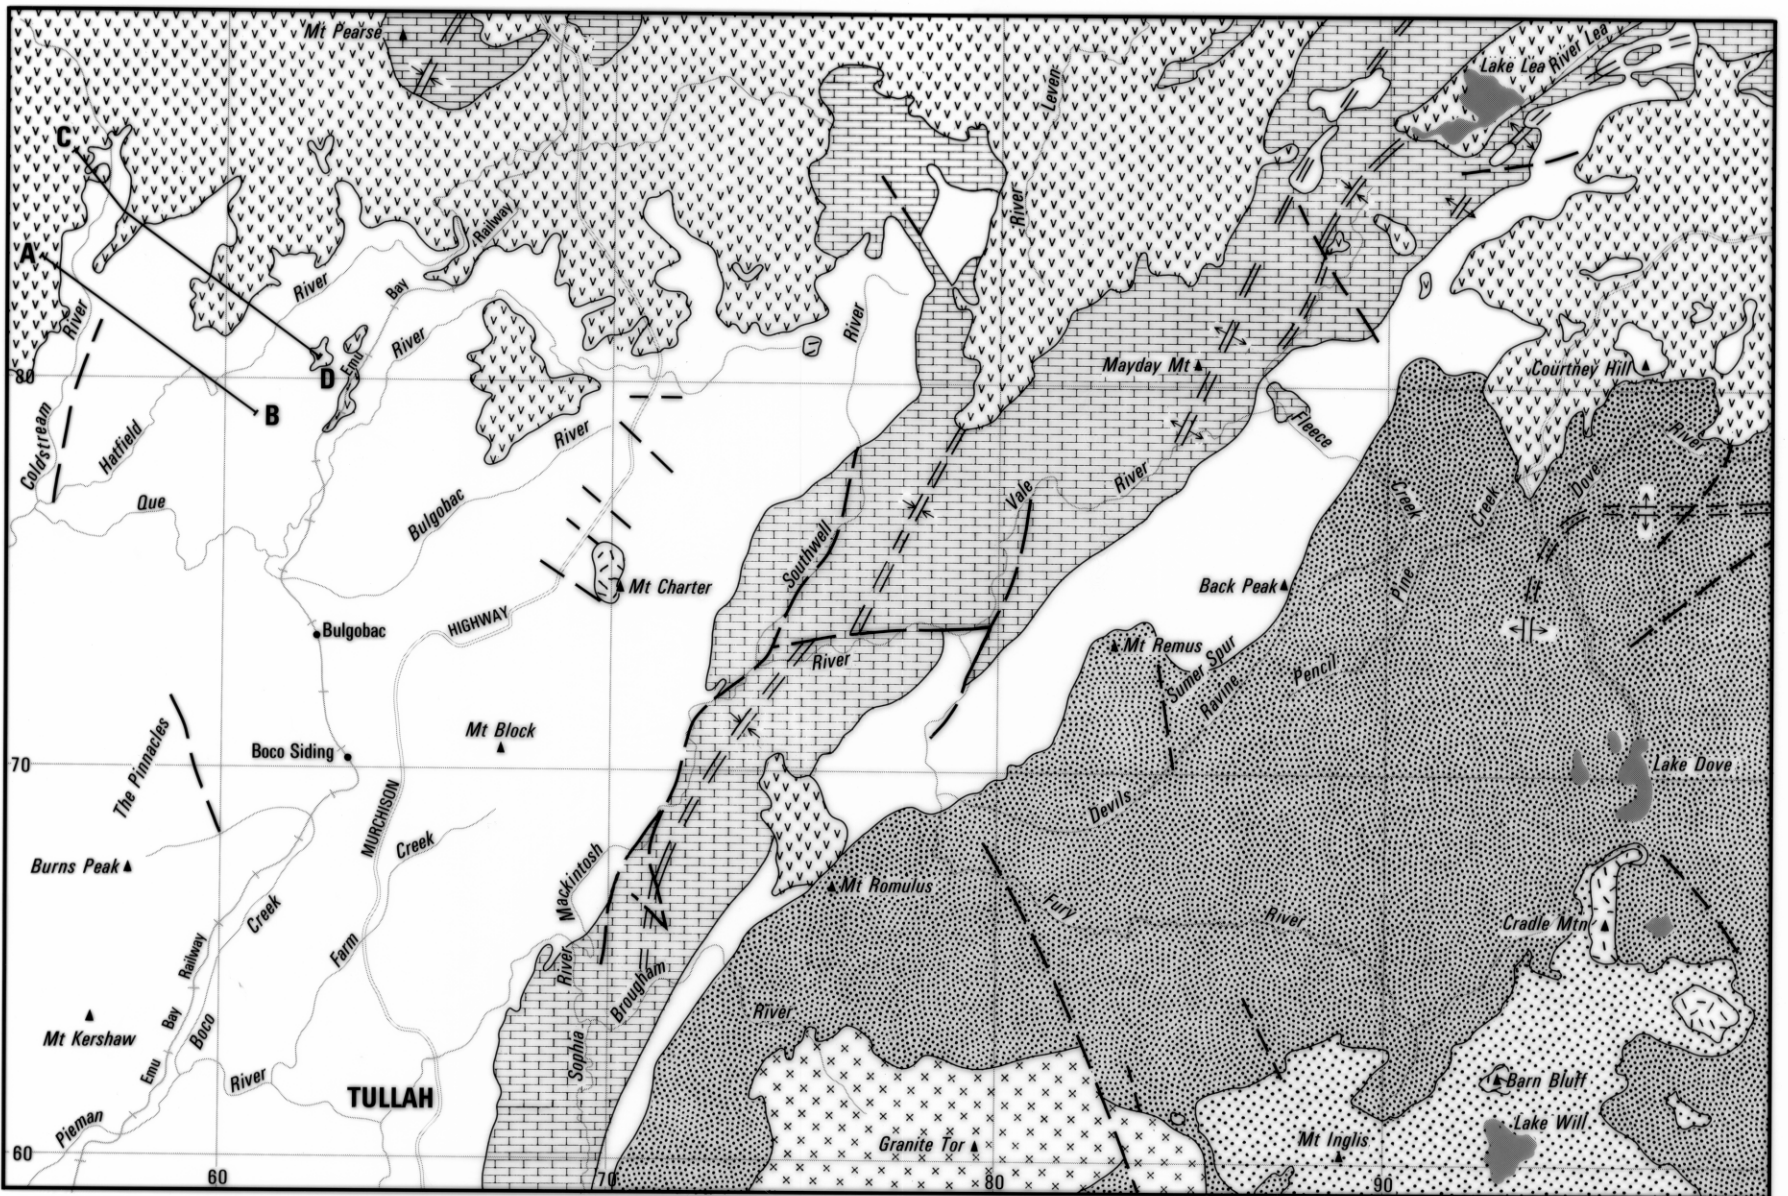 Mt Pearse
Lake Lea
River Lea
Leven
River
C
Railway
A
River
River
Bay
River
River
River
80
Emu
D
B
Mayday Mt
Courtney Hill
Fleece
Coldstream
Hatfield
River
River
Que
Bulgobac
Vale
River
Creek
Creek
Dove
Southwell
Mt Charter
Back Peak
Pine
HIGHWAY
Bulgobac
River
Mt Remus
Sumer Spur
Ravine
Pencil
The Pinnacles
Mt Block
Boco Siding
70
Lake Dove
MURCHISON
Devils
Creek
Burns Peak
Mackintosh
Mt Romulus
Fury
River
Cradle Mtn
Creek
Farm
Railway
River
Brougham
River
Mt Kershaw
Bay
Boco
Emu
River
Sophia
TULLAH
Barn Bluff
Lake Will
Pieman
Granite Tor
Mt Inglis
60
60
70
80
90